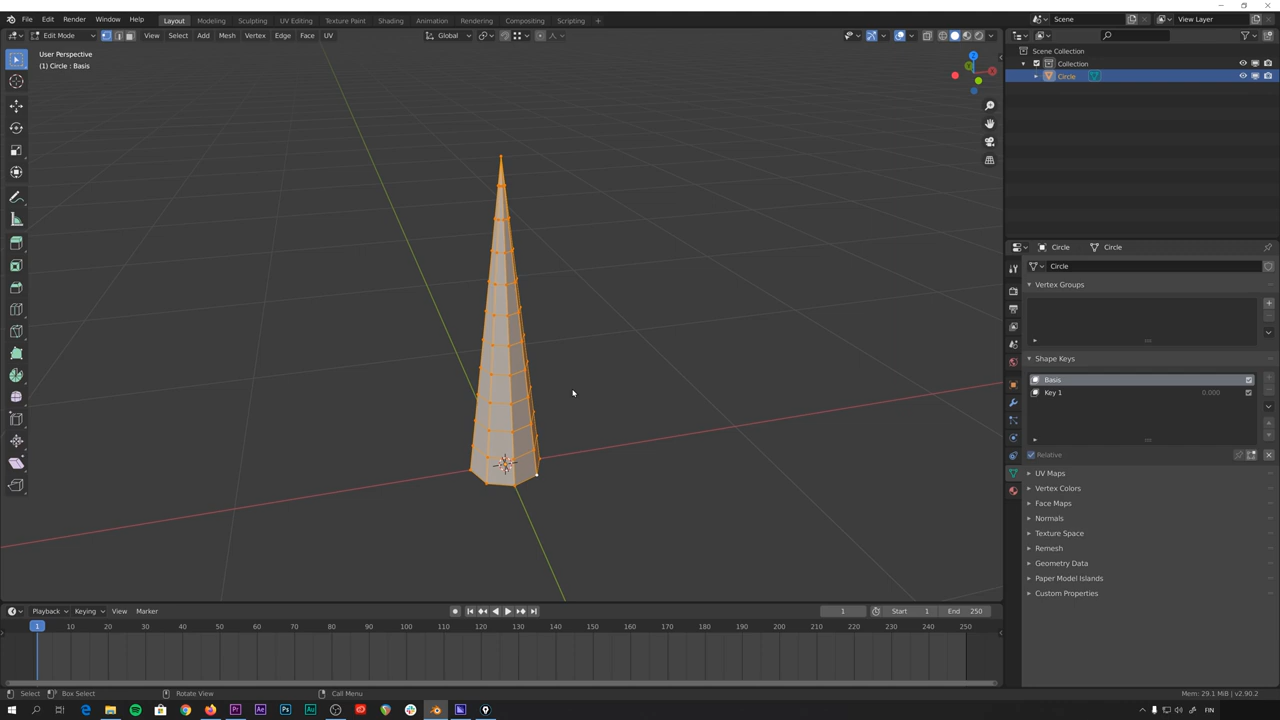 File Edit Render Window Help Layout Modeling Sculpting UV Editing Texture Paint Shading Animation Rendering Compositing Scripting + Scene View Layer
Edit Mode View Select Add Mesh Vertex Edge Face UV Global
User Perspective
(1) Circle : Basis
Scene Collection
Collection
Circle
Circle Circle
Circle
Vertex Groups
Shape Keys
Basis
Key 1 0.000
Relative
UV Maps
Vertex Colors
Face Maps
Normals
Texture Space
Remesh
Geometry Data
Paper Model Islands
Custom Properties
Playback Keying View Marker 1 Start 1 End 250
1 10 20 30 40 50 60 70 80 90 100 110 120 130 140 150 160 170 180 190 200 210 220 230 240 250
Select Box Select Rotate View Call Menu Mem: 29.1 MiB | v2.90.2
FIN